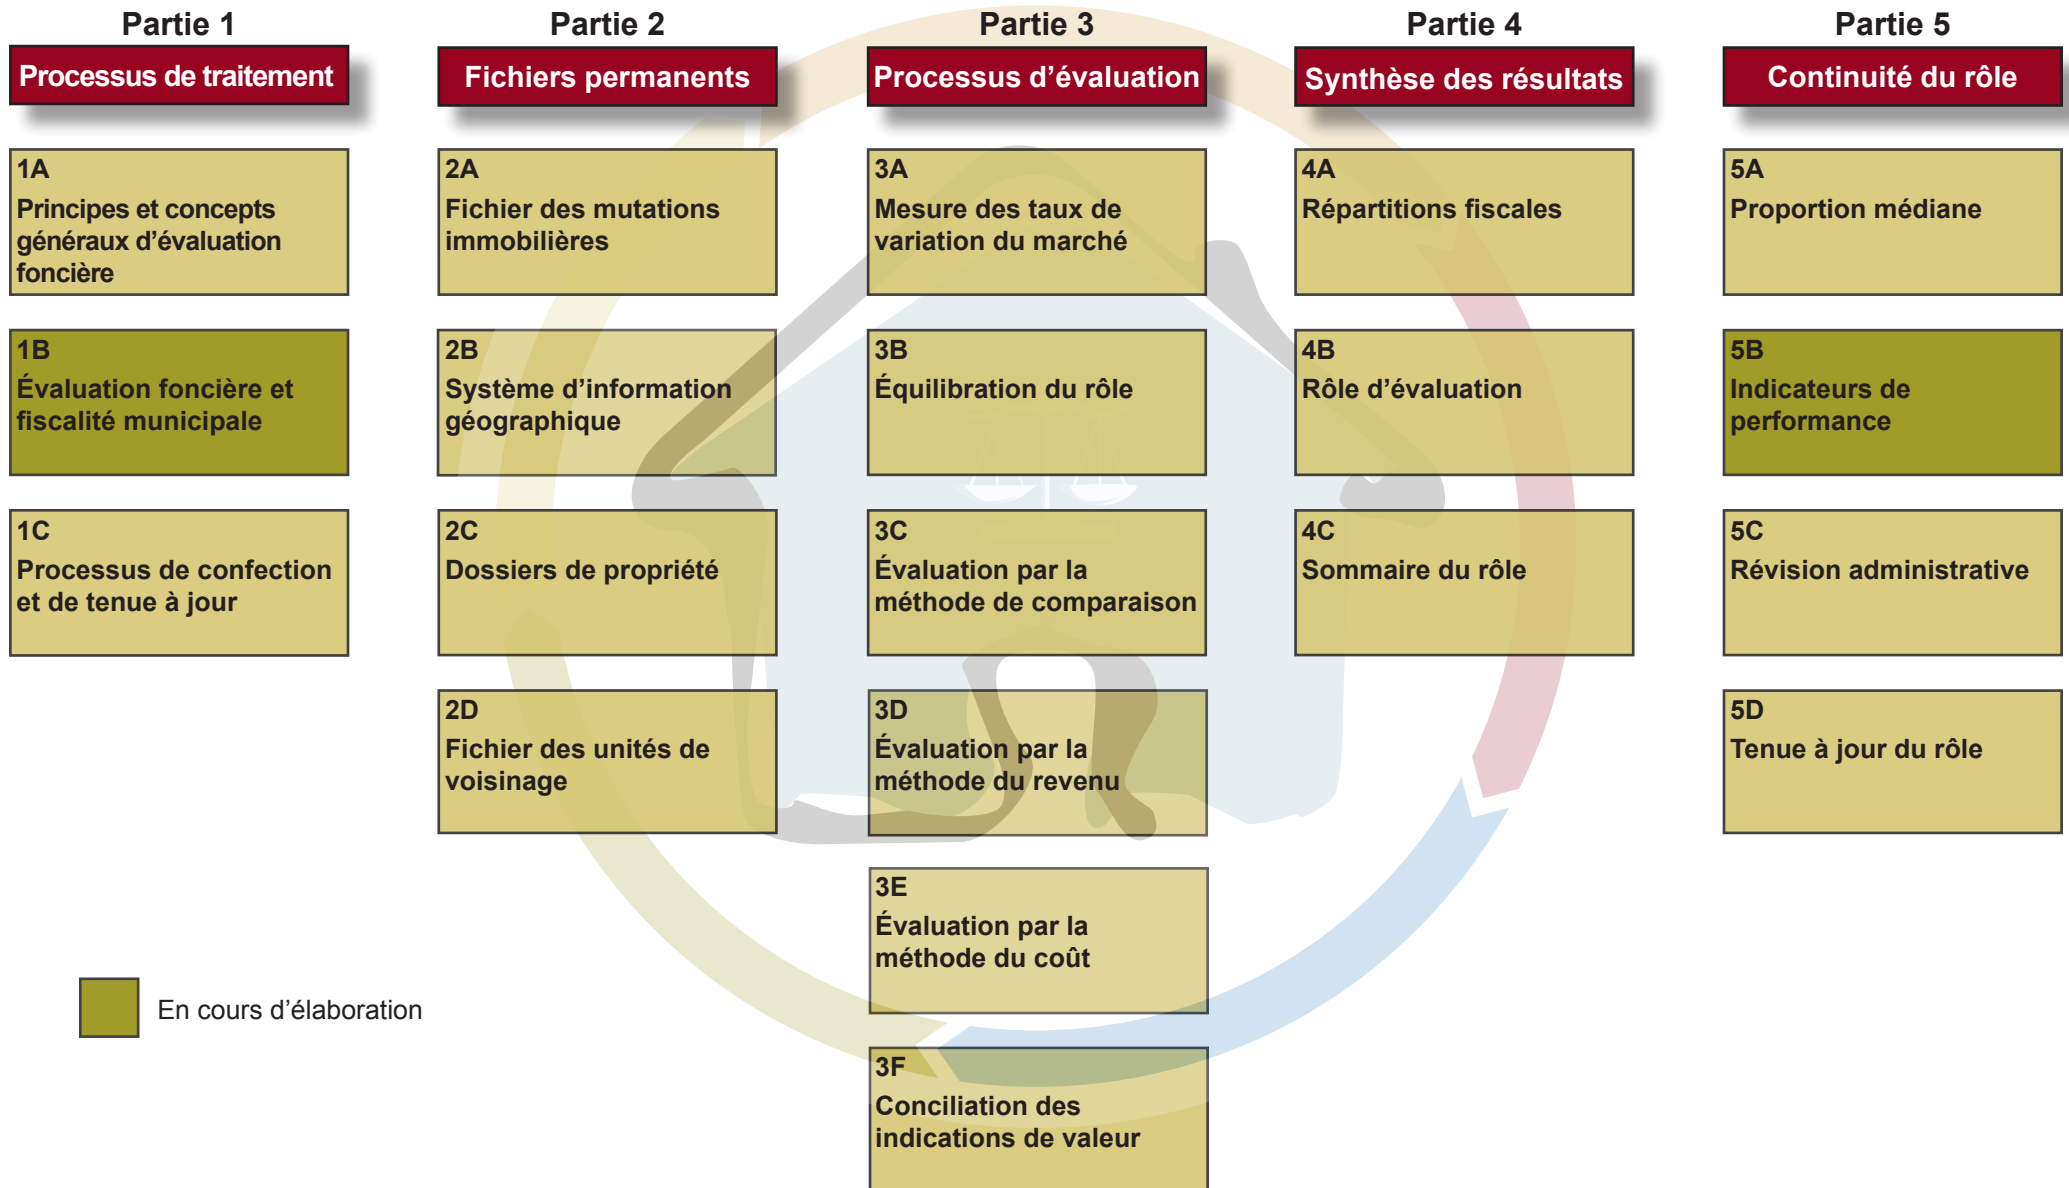 Partie 1
Processus de traitement
1A
Principes et concepts
généraux d’évaluation
foncière
1B
Évaluation foncière et
fiscalité municipale
1C
Processus de confection
et de tenue à jour
Partie 2
Fichiers permanents
2A
Fichier des mutations
immobilières
2B
Système d’information
géographique
2C
Dossiers de propriété
2D
Fichier des unités de
voisinage
Partie 3
Processus d’évaluation
3A
Mesure des taux de
variation du marché
3B
Équilibration du rôle
3C
Évaluation par la
méthode de comparaison
3D
Évaluation par la
méthode du revenu
3E
Évaluation par la
méthode du coût
3F
Conciliation des
indications de valeur
Partie 4
Synthèse des résultats
4A
Répartitions fiscales
4B
Rôle d’évaluation
4C
Sommaire du rôle
Partie 5
Continuité du rôle
5A
Proportion médiane
5B
Indicateurs de
performance
5C
Révision administrative
5D
Tenue à jour du rôle
En cours d’élaboration